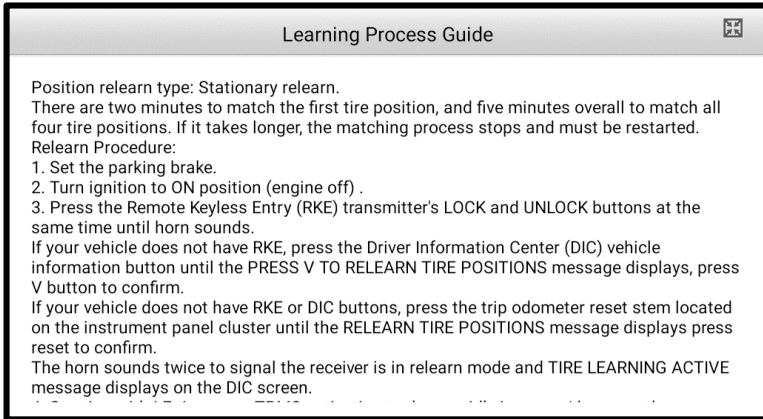 Learning Process Guide
Position relearn type: Stationary relearn.
There are two minutes to match the first tire position, and five minutes overall to match all
four tire positions. If it takes longer, the matching process stops and must be restarted.
Relearn Procedure:
1. Set the parking brake.
2. Turn ignition to ON position (engine off) .
3. Press the Remote Keyless Entry (RKE) transmitter's LOCK and UNLOCK buttons at the
same time until horn sounds.
If your vehicle does not have RKE, press the Driver Information Center (DIC) vehicle
information button until the PRESS V TO RELEARN TIRE POSITIONS message displays, press
V button to confirm.
If your vehicle does not have RKE or DIC buttons, press the trip odometer reset stem located
on the instrument panel cluster until the RELEARN TIRE POSITIONS message displays press
reset to confirm.
The horn sounds twice to signal the receiver is in relearn mode and TIRE LEARNING ACTIVE
message displays on the DIC screen.